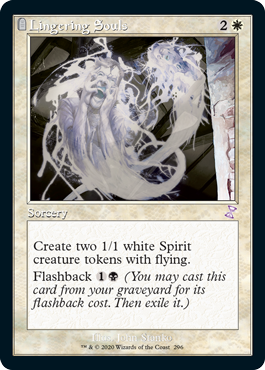 Lingering Souls 2
Sorcery
Create two 1/1 white Spirit
creature tokens with flying.
Flashback 1 (You may cast this
card from your graveyard for its
flashback cost. Then exile it.)
™ & © 2020 Wizards of the Coast 296